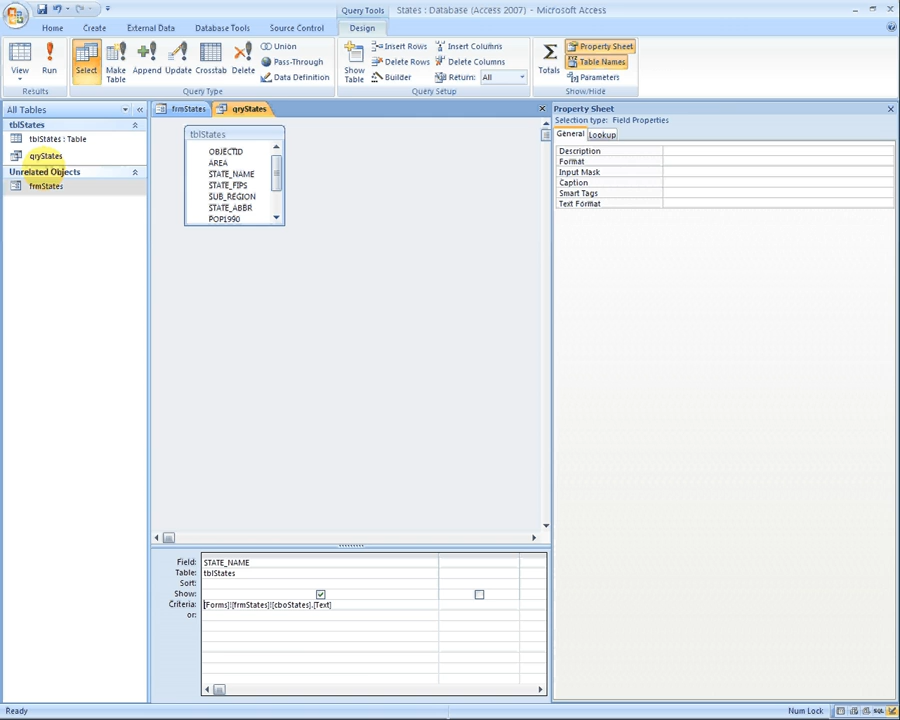 Query Tools
States : Database (Access 2007) - Microsoft Access
Home
Create
External Data
Database Tools
Source Control
Design
View
Run
Results
Select
Make Table
Append
Update
Crosstab
Delete
Union
Pass-Through
Data Definition
Query Type
Show Table
Insert Rows
Delete Rows
Builder
Insert Columns
Delete Columns
Return: All
Query Setup
Totals
Property Sheet
Table Names
Parameters
Show/Hide
All Tables
tblStates
tblStates : Table
qryStates
Unrelated Objects
frmStates
frmStates
qryStates
tblStates
OBJECTID
AREA
STATE_NAME
STATE_FIPS
SUB_REGION
STATE_ABBR
POP1990
Property Sheet
Selection type: Field Properties
General
Lookup
Description
Format
Input Mask
Caption
Smart Tags
Text Format
Field: STATE_NAME
Table: tblStates
Sort:
Show:
Criteria: [Forms]![frmStates]![cboStates].[Text]
or:
Ready
Num Lock
SQL